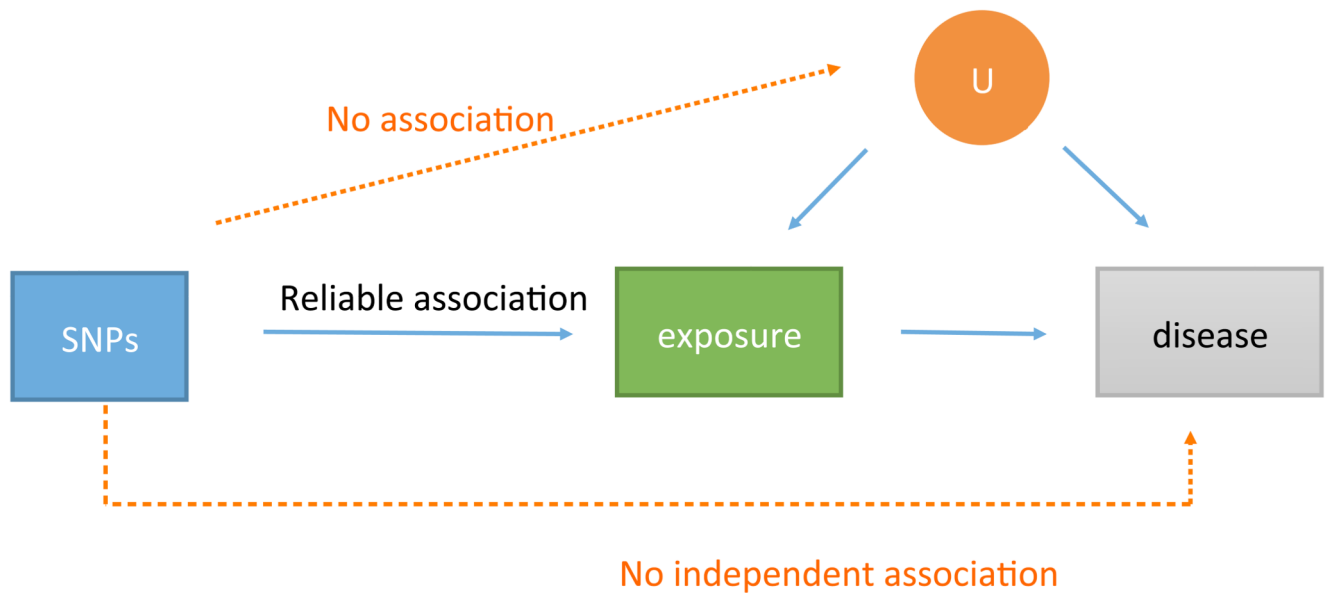 U
No association
Reliable association
SNPs
exposure
disease
No independent association